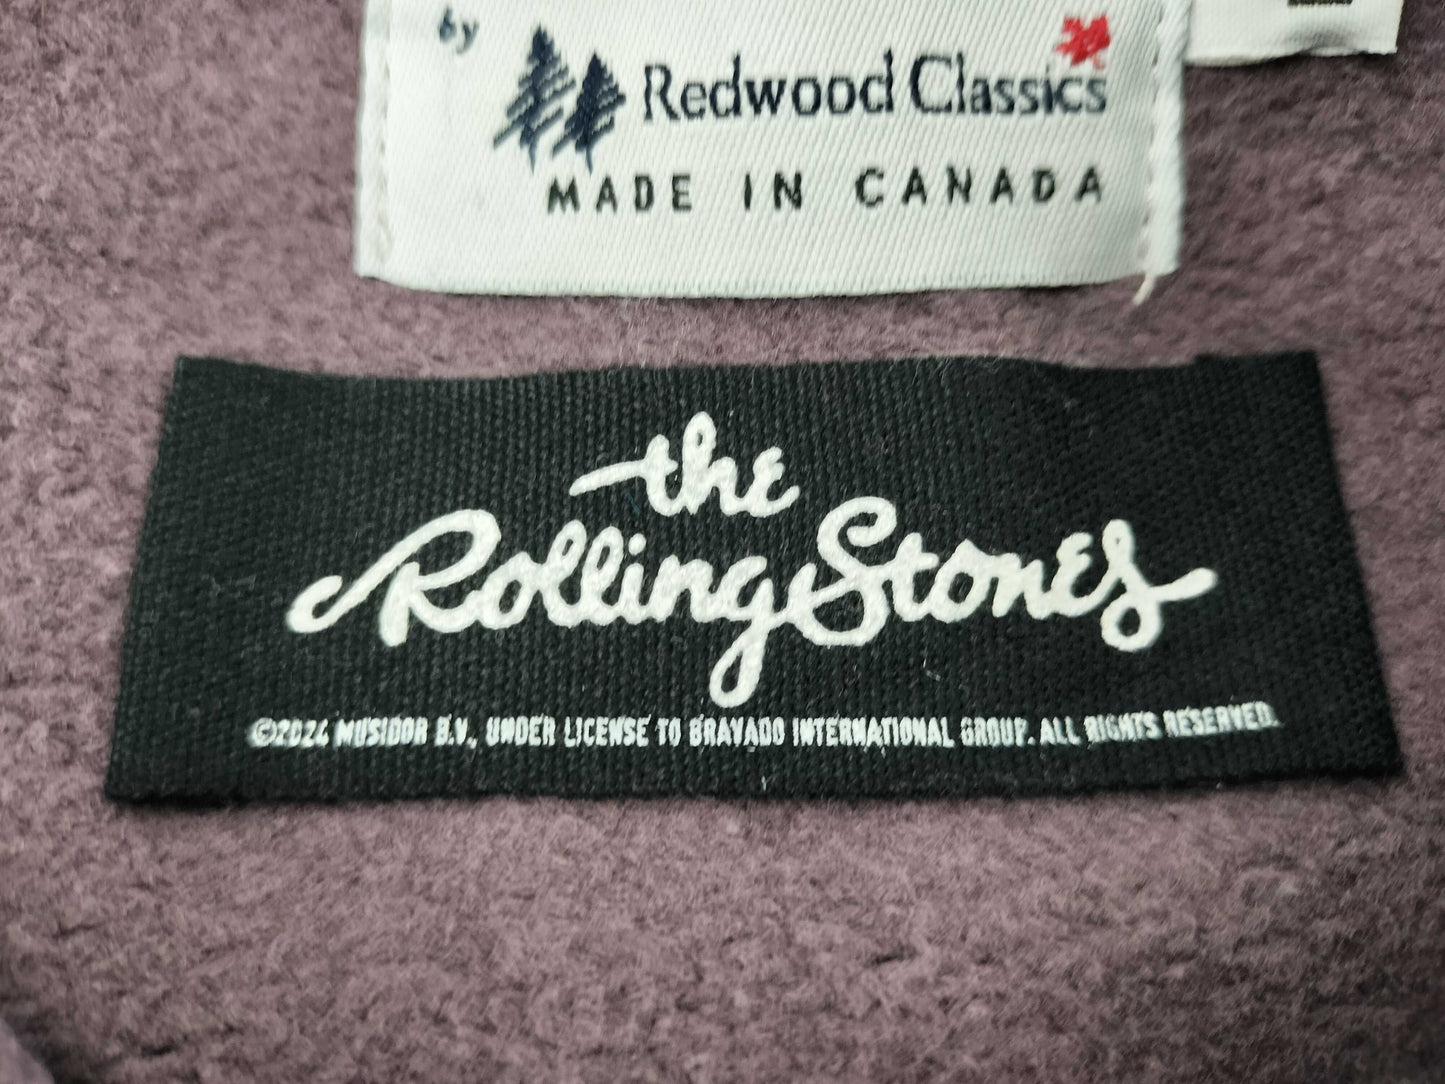 by
Redwood Classics
MADE IN CANADA
the
Rolling Stones
©2024 MUSIDOR B.V., UNDER LICENSE TO BRAVADO INTERNATIONAL GROUP. ALL RIGHTS RESERVED.